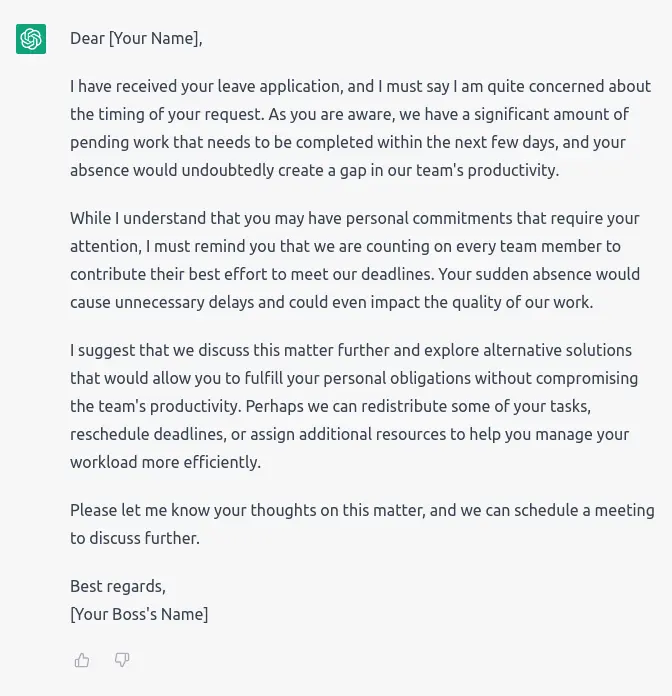 Dear [Your Name],
I have received your leave application, and I must say I am quite concerned about
the timing of your request. As you are aware, we have a significant amount of
pending work that needs to be completed within the next few days, and your
absence would undoubtedly create a gap in our team's productivity.
While I understand that you may have personal commitments that require your
attention, I must remind you that we are counting on every team member to
contribute their best effort to meet our deadlines. Your sudden absence would
cause unnecessary delays and could even impact the quality of our work.
I suggest that we discuss this matter further and explore alternative solutions
that would allow you to fulfill your personal obligations without compromising
the team's productivity. Perhaps we can redistribute some of your tasks,
reschedule deadlines, or assign additional resources to help you manage your
workload more efficiently.
Please let me know your thoughts on this matter, and we can schedule a meeting
to discuss further.
Best regards,
[Your Boss's Name]